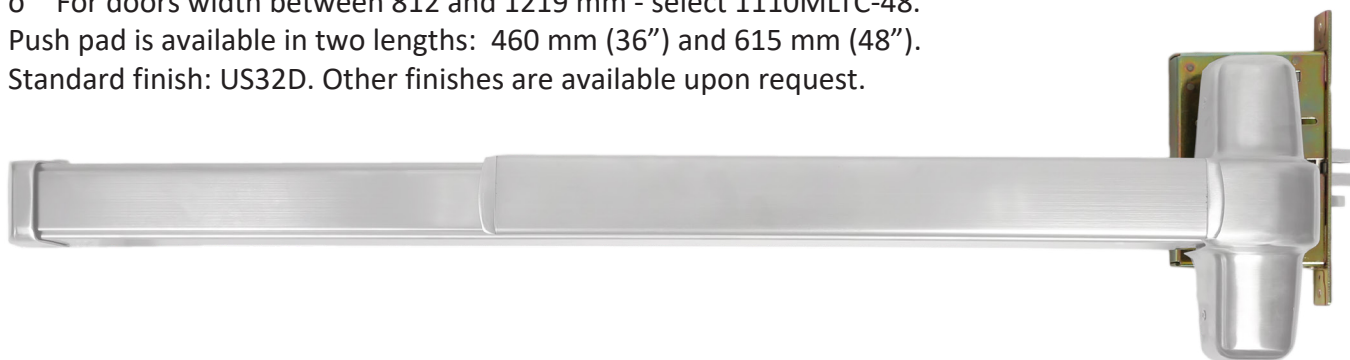 o For doors width between 812 and 1219 mm - select 1110MLTC-48.
Push pad is available in two lengths: 460 mm (36”) and 615 mm (48”).
Standard finish: US32D. Other finishes are available upon request.